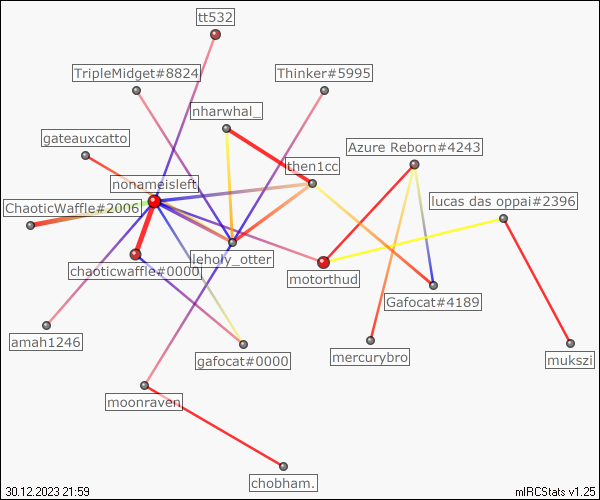 tt532
TripleMidget#8824
Thinker#5995
nharwhal_
gateauxcatto
Azure Reborn#4243
then1cc
nonameisleft
lucas das oppai#2396
ChaoticWaffle#2006
leholy_otter
chaoticwaffle#0000
motorthud
Gafocat#4189
amah1246
gafocat#0000
mercurybro
mukszi
moonraven
chobham.
30.12.2023 21:59
mIRCStats v1.25